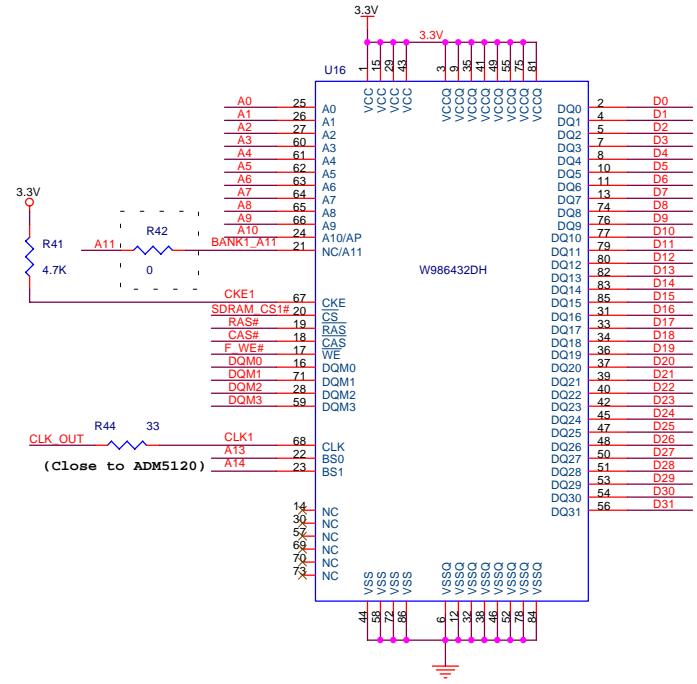 3.3V
3.3V
U16
1 15 29 43 3 9 35 41 49 55 75 81
VCC VCC VCC VCC VCCQ VCCQ VCCQ VCCQ VCCQ VCCQ VCCQ VCCQ
A0 25 A0 DQ0 2 D0
A1 26 A1 DQ1 4 D1
A2 27 A2 DQ2 5 D2
A3 60 A3 DQ3 7 D3
A4 61 A4 DQ4 8 D4
A5 62 A5 DQ5 10 D5
A6 63 A6 DQ6 11 D6
A7 64 A7 DQ7 13 D7
A8 65 A8 DQ8 74 D8
A9 66 A9 DQ9 76 D9
A10 24 A10/AP DQ10 77 D10
3.3V
R41
4.7K
A11 R42 0 BANK1_A11 21 NC/A11 DQ11 79 D11
W986432DH
DQ12 80 D12
DQ13 82 D13
DQ14 83 D14
CKE1 67 CKE DQ15 85 D15
SDRAM_CS1# 20 CS DQ16 31 D16
RAS# 19 RAS DQ17 33 D17
CAS# 18 CAS DQ18 34 D18
F_WE# 17 WE DQ19 36 D19
DQM0 16 DQM0 DQ20 37 D20
DQM1 71 DQM1 DQ21 39 D21
DQM2 28 DQM2 DQ22 40 D22
DQM3 59 DQM3 DQ23 42 D23
DQ24 45 D24
DQ25 47 D25
R44 33
CLK_OUT CLK1 68 CLK DQ26 48 D26
(Close to ADM5120) A13 22 BS0 DQ27 50 D27
A14 23 BS1 DQ28 51 D28
DQ29 53 D29
DQ30 54 D30
DQ31 56 D31
14 NC
30 NC
57 NC
69 NC
70 NC
73 NC
VSS VSS VSS VSS VSSQ VSSQ VSSQ VSSQ VSSQ VSSQ VSSQ VSSQ
44 58 72 86 6 12 32 38 46 52 78 84